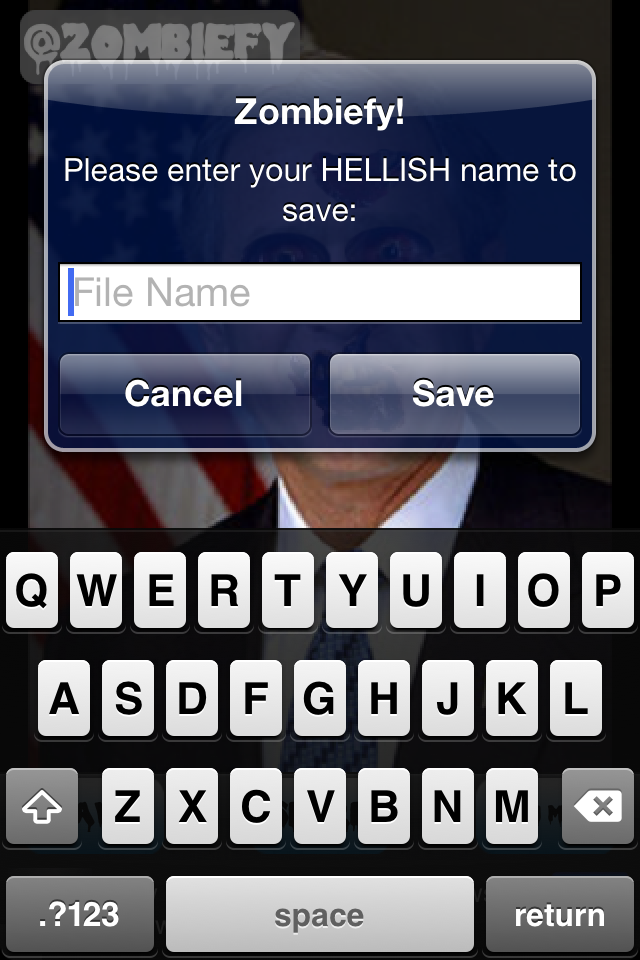 @ZOMBIEFY
Zombiefy!
Please enter your HELLISH name to
save:
File Name
Cancel Save
Q W E R T Y U I O P
A S D F G H J K L
Z X C V B N M
.?123 space return